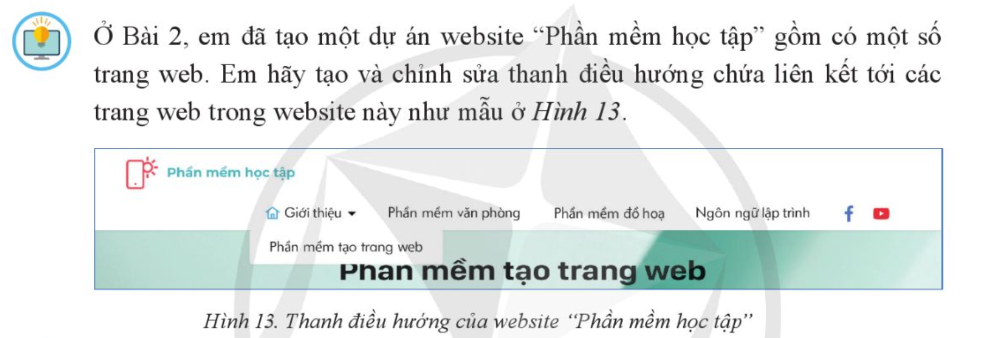 Ở Bài 2, em đã tạo một dự án website “Phần mềm học tập” gồm có một số
trang web. Em hãy tạo và chỉnh sửa thanh điều hướng chứa liên kết tới các
trang web trong website này như mẫu ở Hình 13.
Phần mềm học tập
Giới thiệu Phần mềm văn phòng Phần mềm đồ hoạ Ngôn ngữ lập trình
Phần mềm tạo trang web
Phần mềm tạo trang web
Hình 13. Thanh điều hướng của website “Phần mềm học tập”